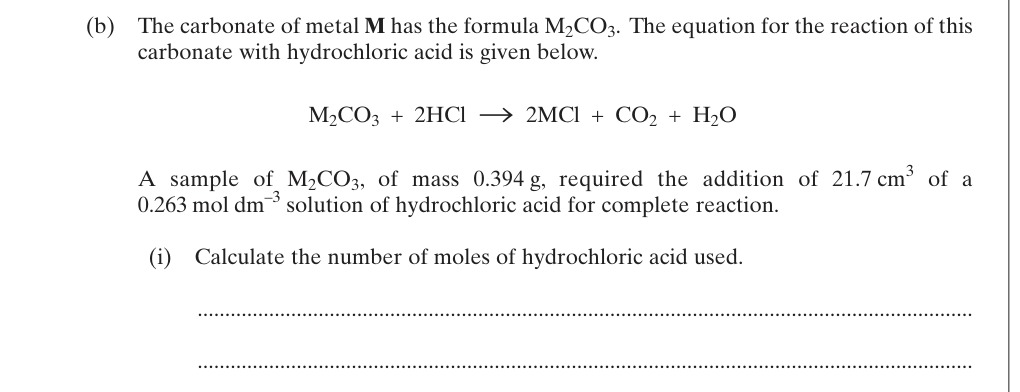 (b) The carbonate of metal M has the formula M₂CO₃. The equation for the reaction of this
carbonate with hydrochloric acid is given below.
M₂CO₃ + 2HCl ⟶ 2MCl + CO₂ + H₂O
A sample of M₂CO₃, of mass 0.394 g, required the addition of 21.7 cm³ of a
0.263 mol dm⁻³ solution of hydrochloric acid for complete reaction.
(i) Calculate the number of moles of hydrochloric acid used.